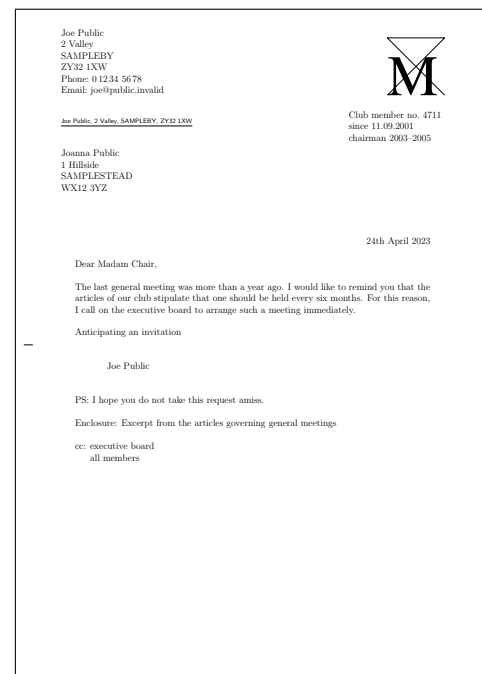 Joe Public
2 Valley
SAMPLEBY
ZY32 1XW
Phone: 0 12 34 56 78
Email: joe@public.invalid
M
Club member no. 4711
since 11.09.2001
chairman 2003–2005
Joe Public, 2 Valley, SAMPLEBY, ZY32 1XW
Joanna Public
1 Hillside
SAMPLESTEAD
WX12 3YZ
24th April 2023
Dear Madam Chair,
The last general meeting was more than a year ago. I would like to remind you that the
articles of our club stipulate that one should be held every six months. For this reason,
I call on the executive board to arrange such a meeting immediately.
Anticipating an invitation
Joe Public
PS: I hope you do not take this request amiss.
Enclosure: Excerpt from the articles governing general meetings
cc: executive board
all members